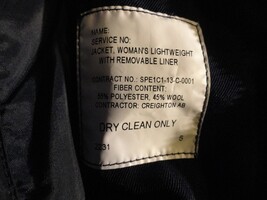 NAME:
SERVICE NO:
JACKET, WOMAN'S LIGHTWEIGHT
WITH REMOVABLE LINER
CONTRACT NO.: SPE1C1-13-C-0001
FIBER CONTENT:
55% POLYESTER, 45% WOOL
CONTRACTOR: CREIGHTON AB
DRY CLEAN ONLY